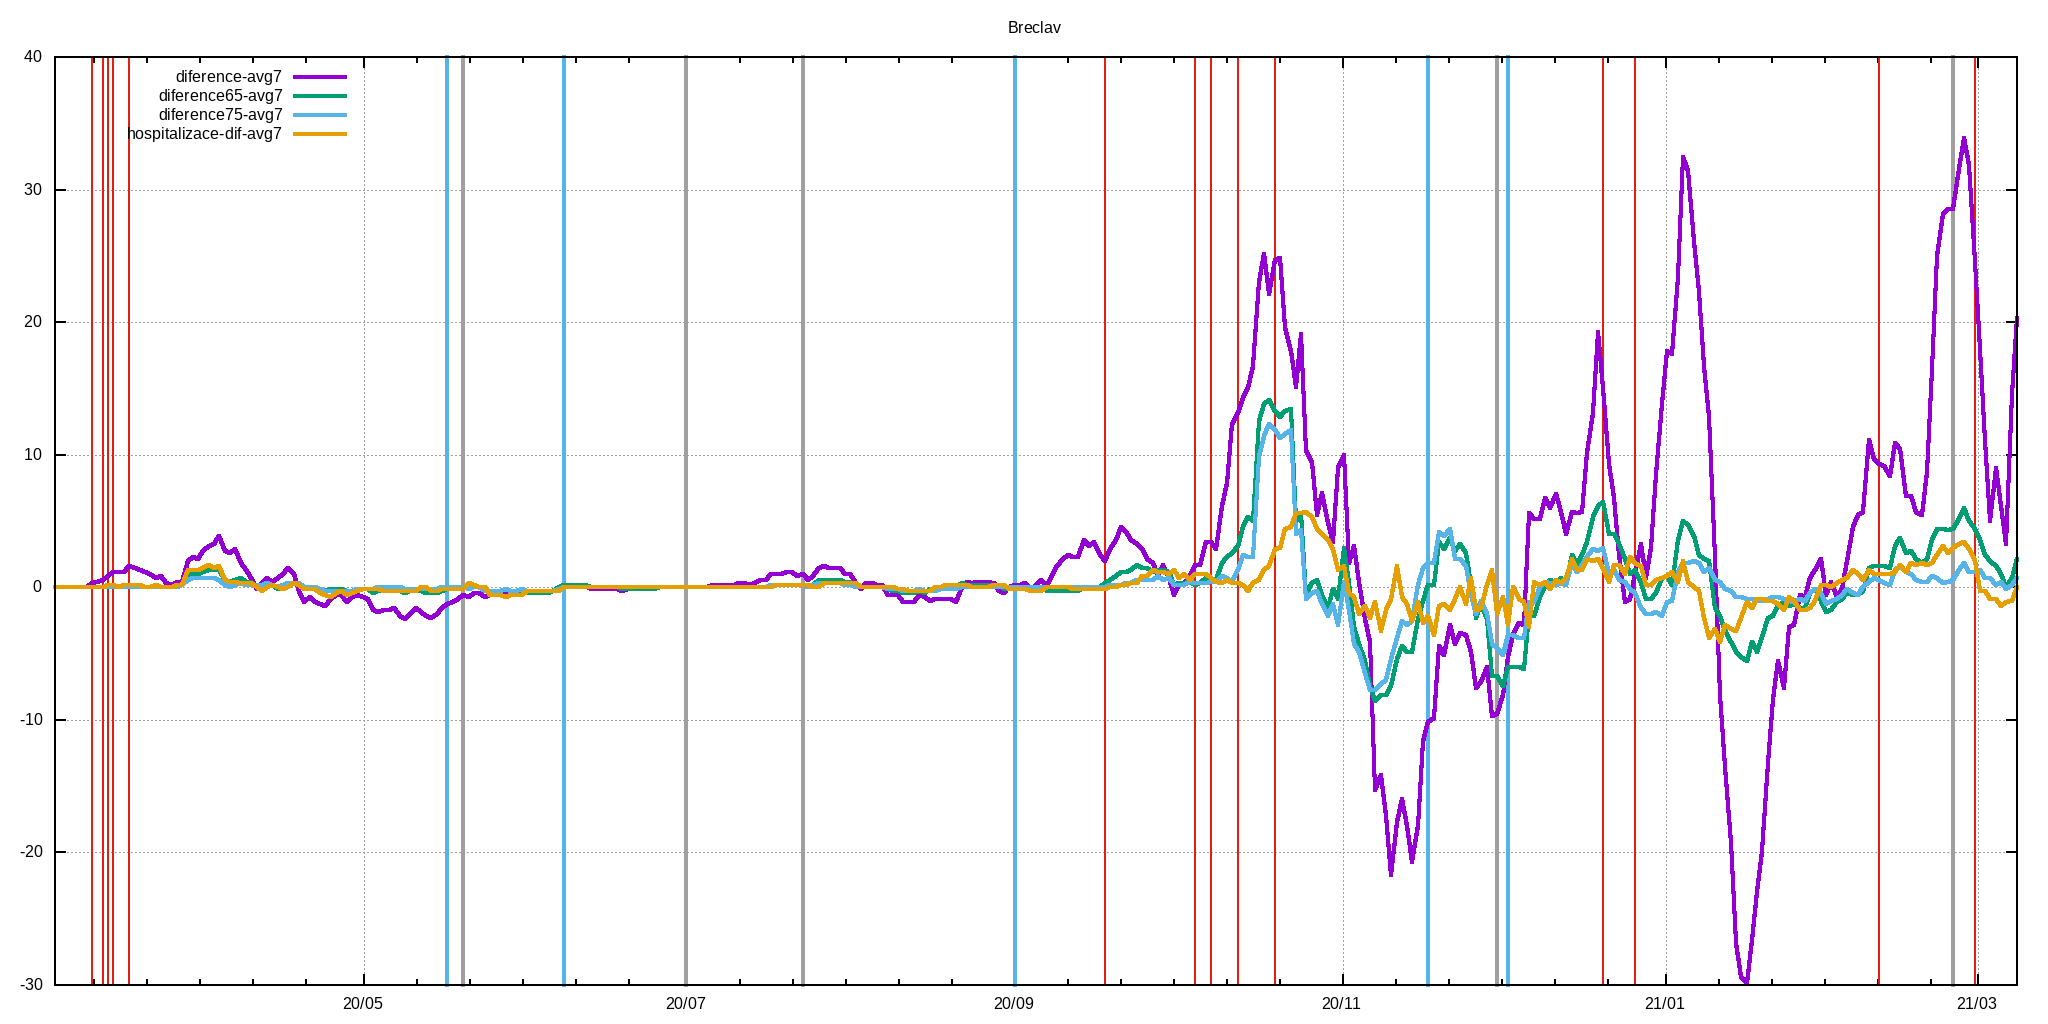 Breclav
40
30
20
10
0
-10
-20
-30
diference-avg7
diference65-avg7
diference75-avg7
hospitalizace-dif-avg7
20/05 20/07 20/09 20/11 21/01 21/03